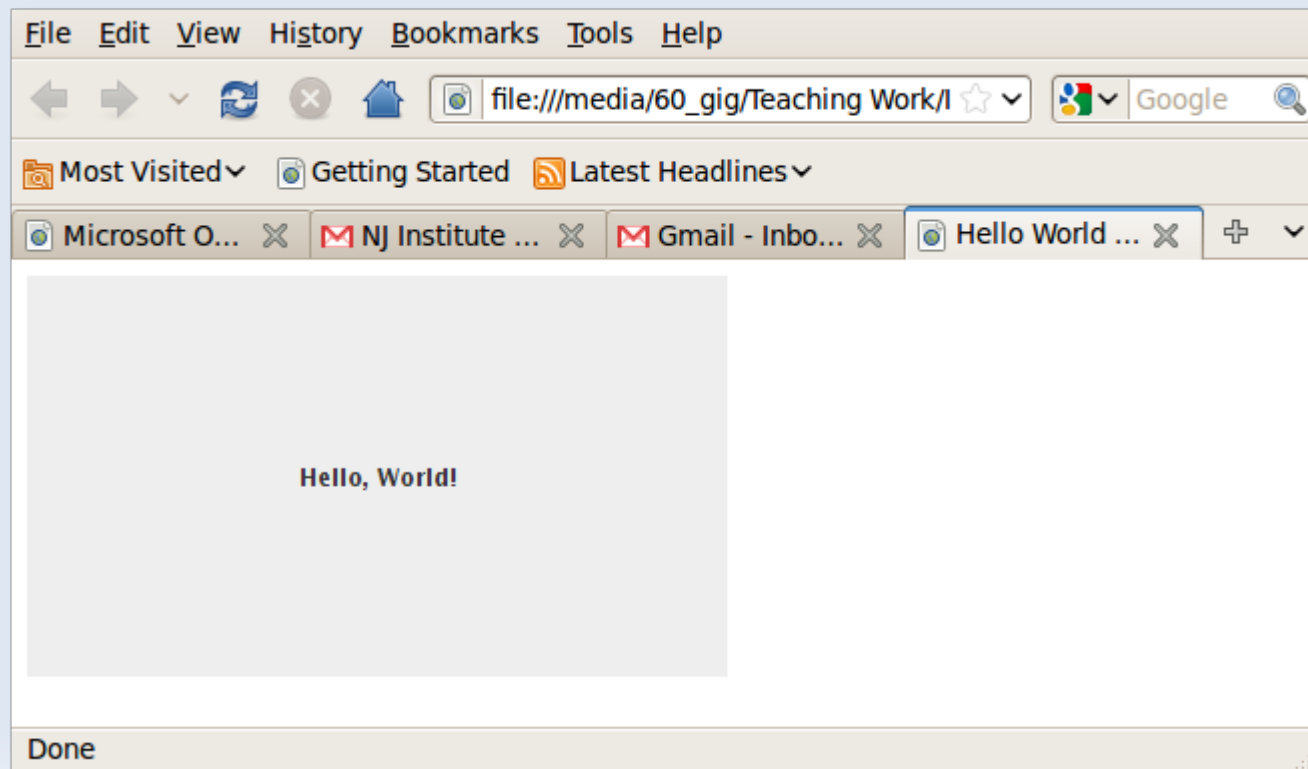 File Edit View History Bookmarks Tools Help
file:///media/60_gig/Teaching Work/I Google
Most Visited Getting Started Latest Headlines
Microsoft O... NJ Institute ... Gmail - Inbo... Hello World ...
Hello, World!
Done